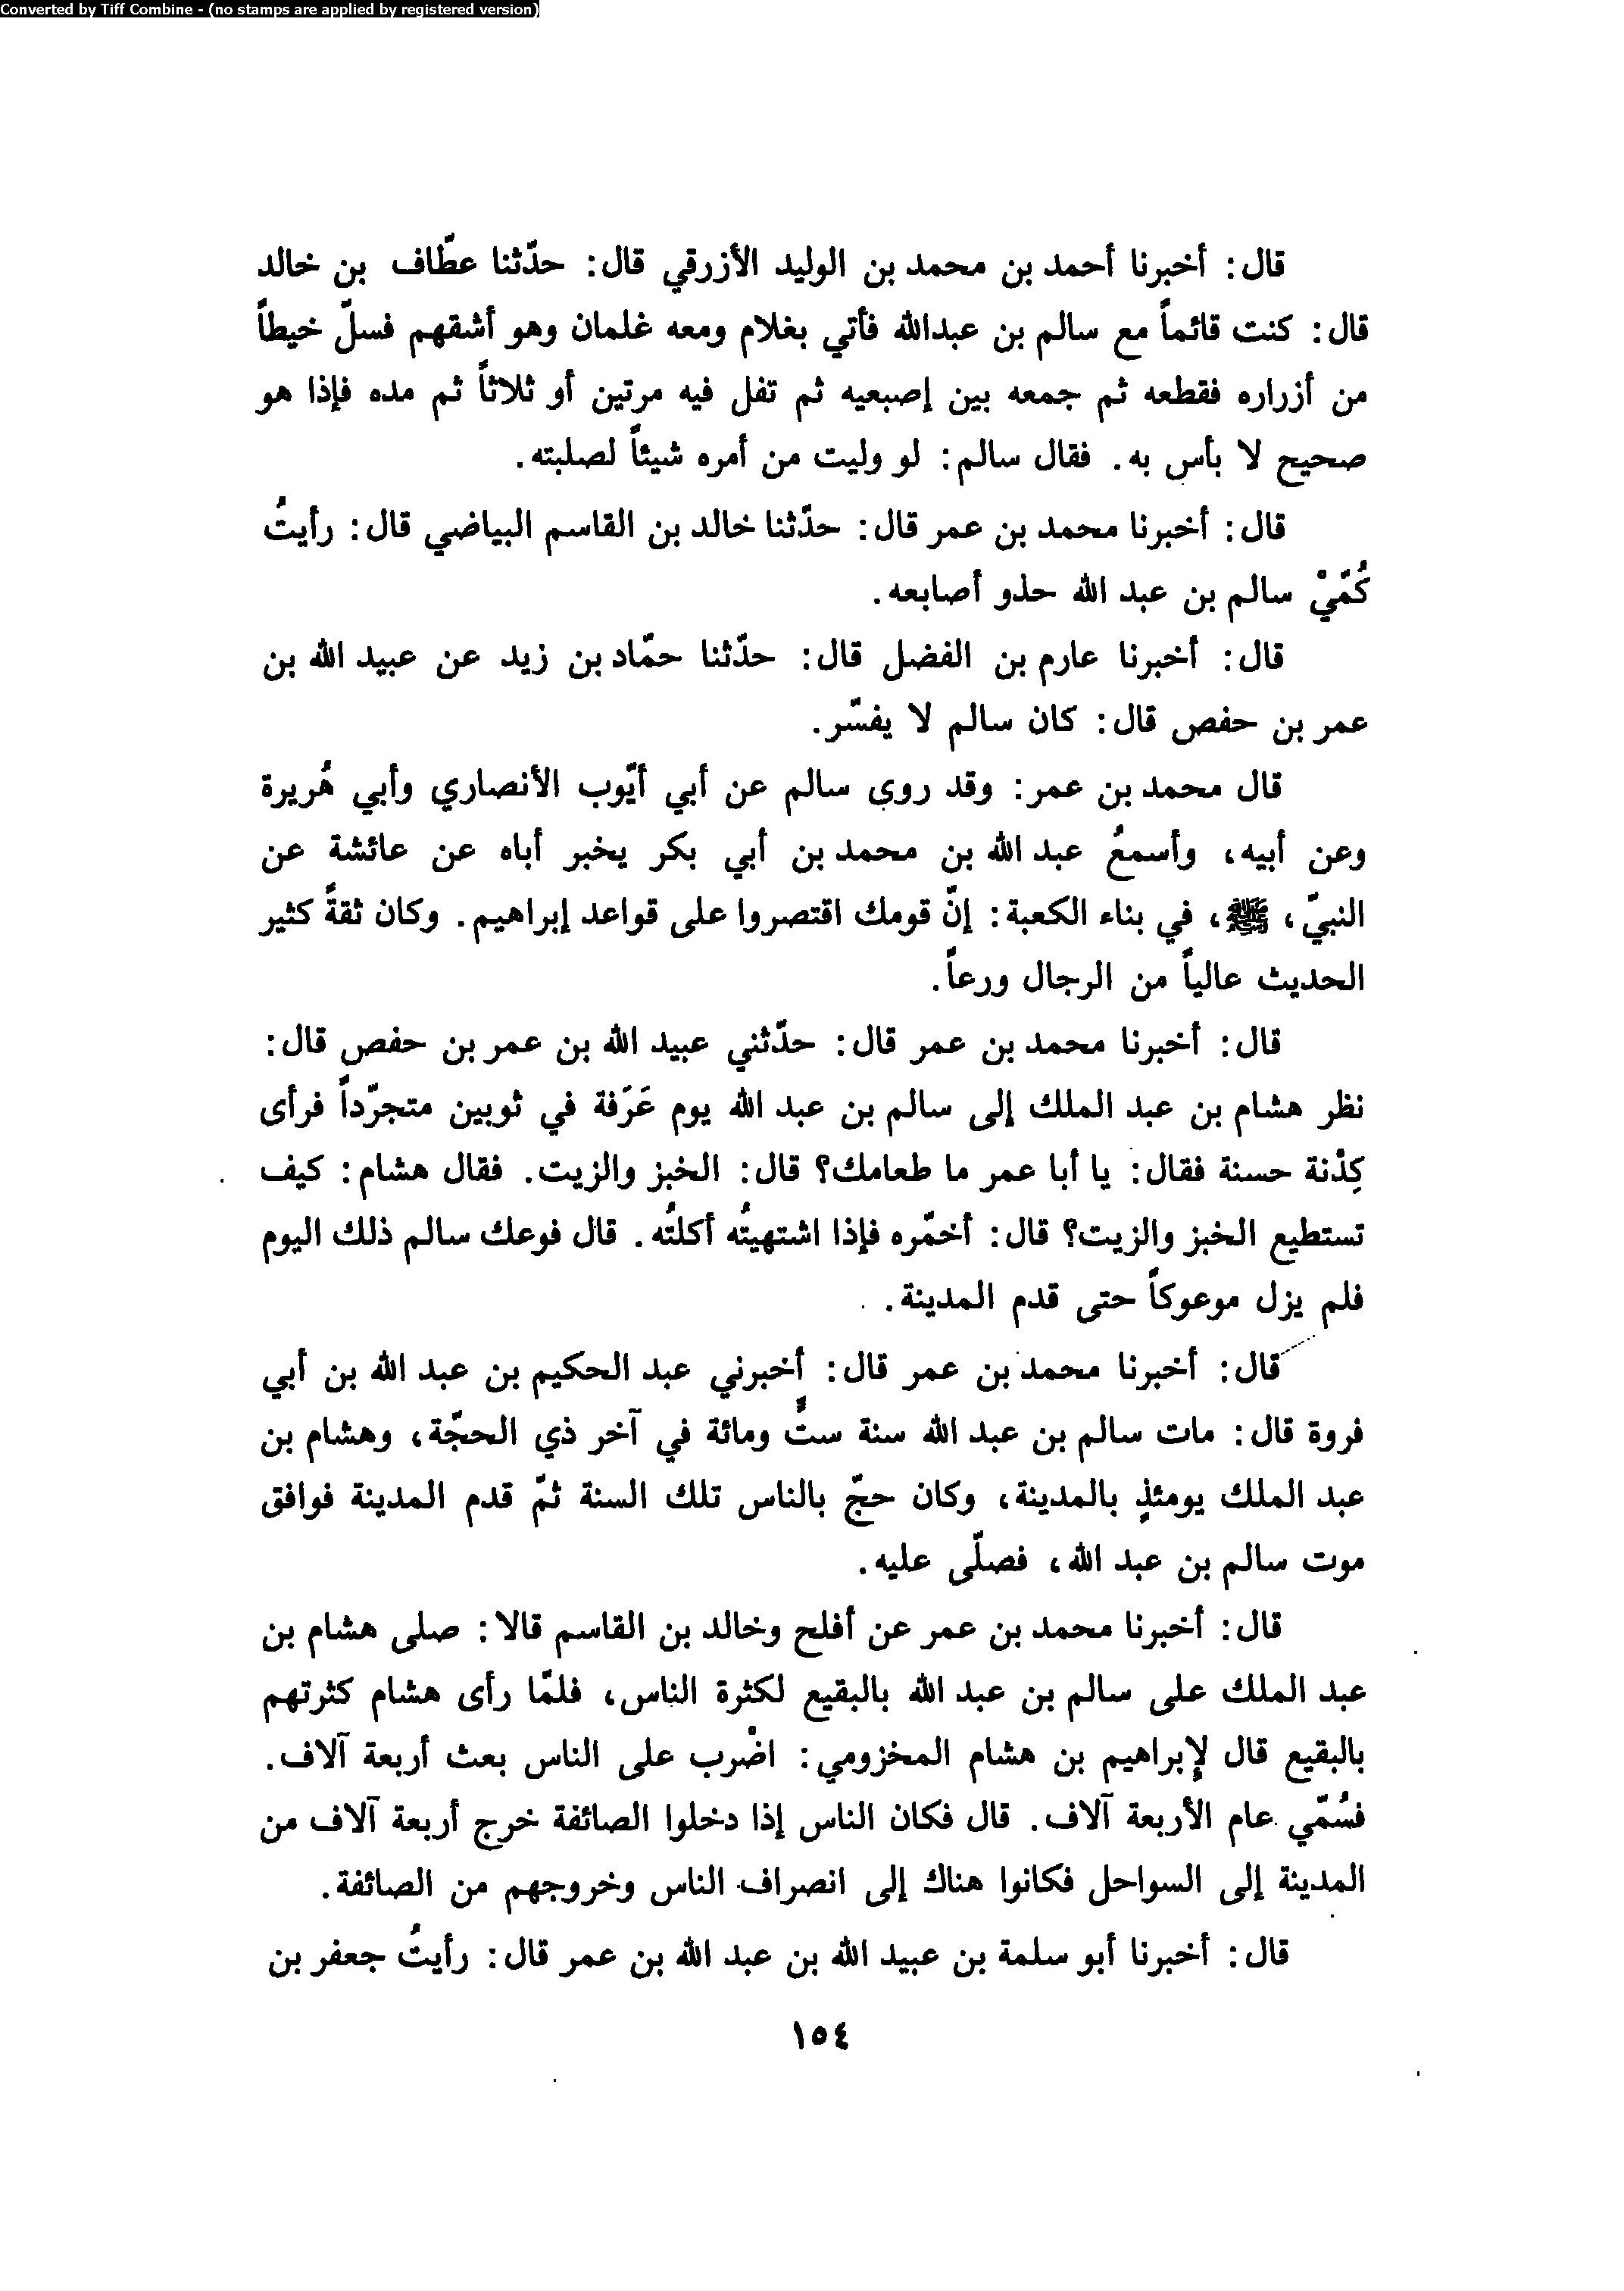 Converted by Tiff Combine - (no stamps are applied by registered version)
قال: أخبرنا أحمد بن محمد بن الوليد الأزرقي قال: حدّثنا عطّاف بن خالد
قال: كنت قائماً مع سالم بن عبدالله فأتي بغلام ومعه غلمان وهو أشقهم فسلّ خيطاً
من أزراره فقطعه ثم جمعه بين إصبعيه ثم تفل فيه مرتين أو ثلاثاً ثم مده فإذا هو
صحيح لا بأس به. فقال سالم: لو وليت من أمره شيئاً لصلبته.
قال: أخبرنا محمد بن عمر قال: حدّثنا خالد بن القاسم البياضي قال: رأيتُ
كُمَّيْ سالم بن عبد الله حذو أصابعه.
قال: أخبرنا عارم بن الفضل قال: حدّثنا حمّاد بن زيد عن عبيد الله بن
عمر بن حفص قال: كان سالم لا يفسّر.
قال محمد بن عمر: وقد روى سالم عن أبي أيّوب الأنصاري وأبي هُريرة
وعن أبيه، وأسمعُ عبد الله بن محمد بن أبي بكر يخبر أباه عن عائشة عن
النبيّ، ﷺ، في بناء الكعبة: إنّ قومك اقتصروا على قواعد إبراهيم. وكان ثقةً كثير
الحديث عالياً من الرجال ورعاً.
قال: أخبرنا محمد بن عمر قال: حدّثني عبيد الله بن عمر بن حفص قال:
نظر هشام بن عبد الملك إلى سالم بن عبد الله يوم عَرَفة في ثوبين متجرّداً فرأى
كِدْنة حسنة فقال: يا أبا عمر ما طعامك؟ قال: الخبز والزيت. فقال هشام: كيف
تستطيع الخبز والزيت؟ قال: أخمّره فإذا اشتهيتُه أكلتُه. قال فوعك سالم ذلك اليوم
فلم يزل موعوكاً حتى قدم المدينة.
قال: أخبرنا محمد بن عمر قال: أخبرني عبد الحكيم بن عبد الله بن أبي
فروة قال: مات سالم بن عبد الله سنة ستٍّ ومائة في آخر ذي الحجّة، وهشام بن
عبد الملك يومئذٍ بالمدينة، وكان حجّ بالناس تلك السنة ثمّ قدم المدينة فوافق
موت سالم بن عبد الله، فصلّى عليه.
قال: أخبرنا محمد بن عمر عن أفلح وخالد بن القاسم قالا: صلى هشام بن
عبد الملك على سالم بن عبد الله بالبقيع لكثرة الناس، فلمّا رأى هشام كثرتهم
بالبقيع قال لإبراهيم بن هشام المخزومي: اضْرب على الناس بعث أربعة آلاف.
فسُمّي عام الأربعة آلاف. قال فكان الناس إذا دخلوا الصائفة خرج أربعة آلاف من
المدينة إلى السواحل فكانوا هناك إلى انصراف الناس وخروجهم من الصائفة.
قال: أخبرنا أبو سلمة بن عبيد الله بن عبد الله بن عمر قال: رأيتُ جعفر بن
١٥٤